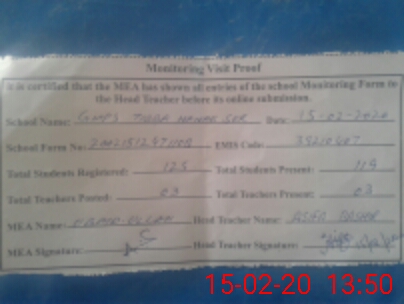 Monitoring Visit Proof
It is certified that the MEA has shown all entries of the school Monitoring Form to
the Head Teacher before its online submission.
School Name: GMPS Date: 15-02-2020
School Form No: EMIS Code:
Total Students Registered: 125 Total Students Present: 119
Total Teachers Posted: 03 Total Teachers Present: 03
MEA Name: Head Teacher Name: ASIFA BASHIR
MEA Signature: Head Teacher Signature:
15-02-20 13:50